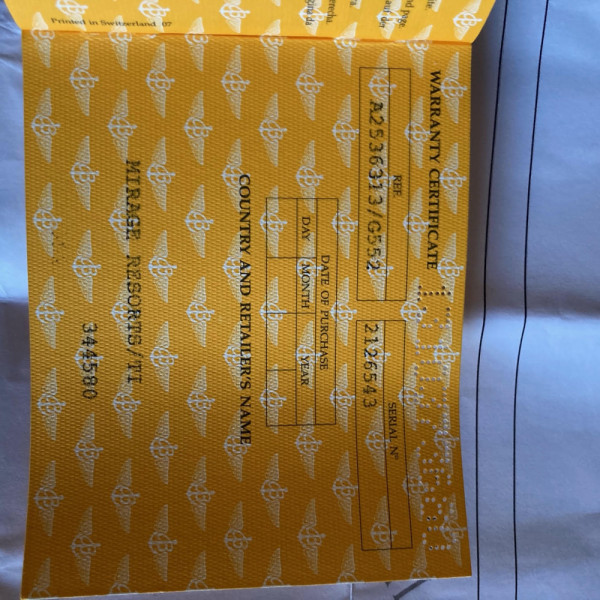 WARRANTY CERTIFICATE
REF.
A2536313/G552
SERIAL Nº
2126543
DATE OF PURCHASE
DAY MONTH YEAR
COUNTRY AND RETAILER'S NAME
MIRAGE RESORTS/TI
344580
Printed in Switzerland 07